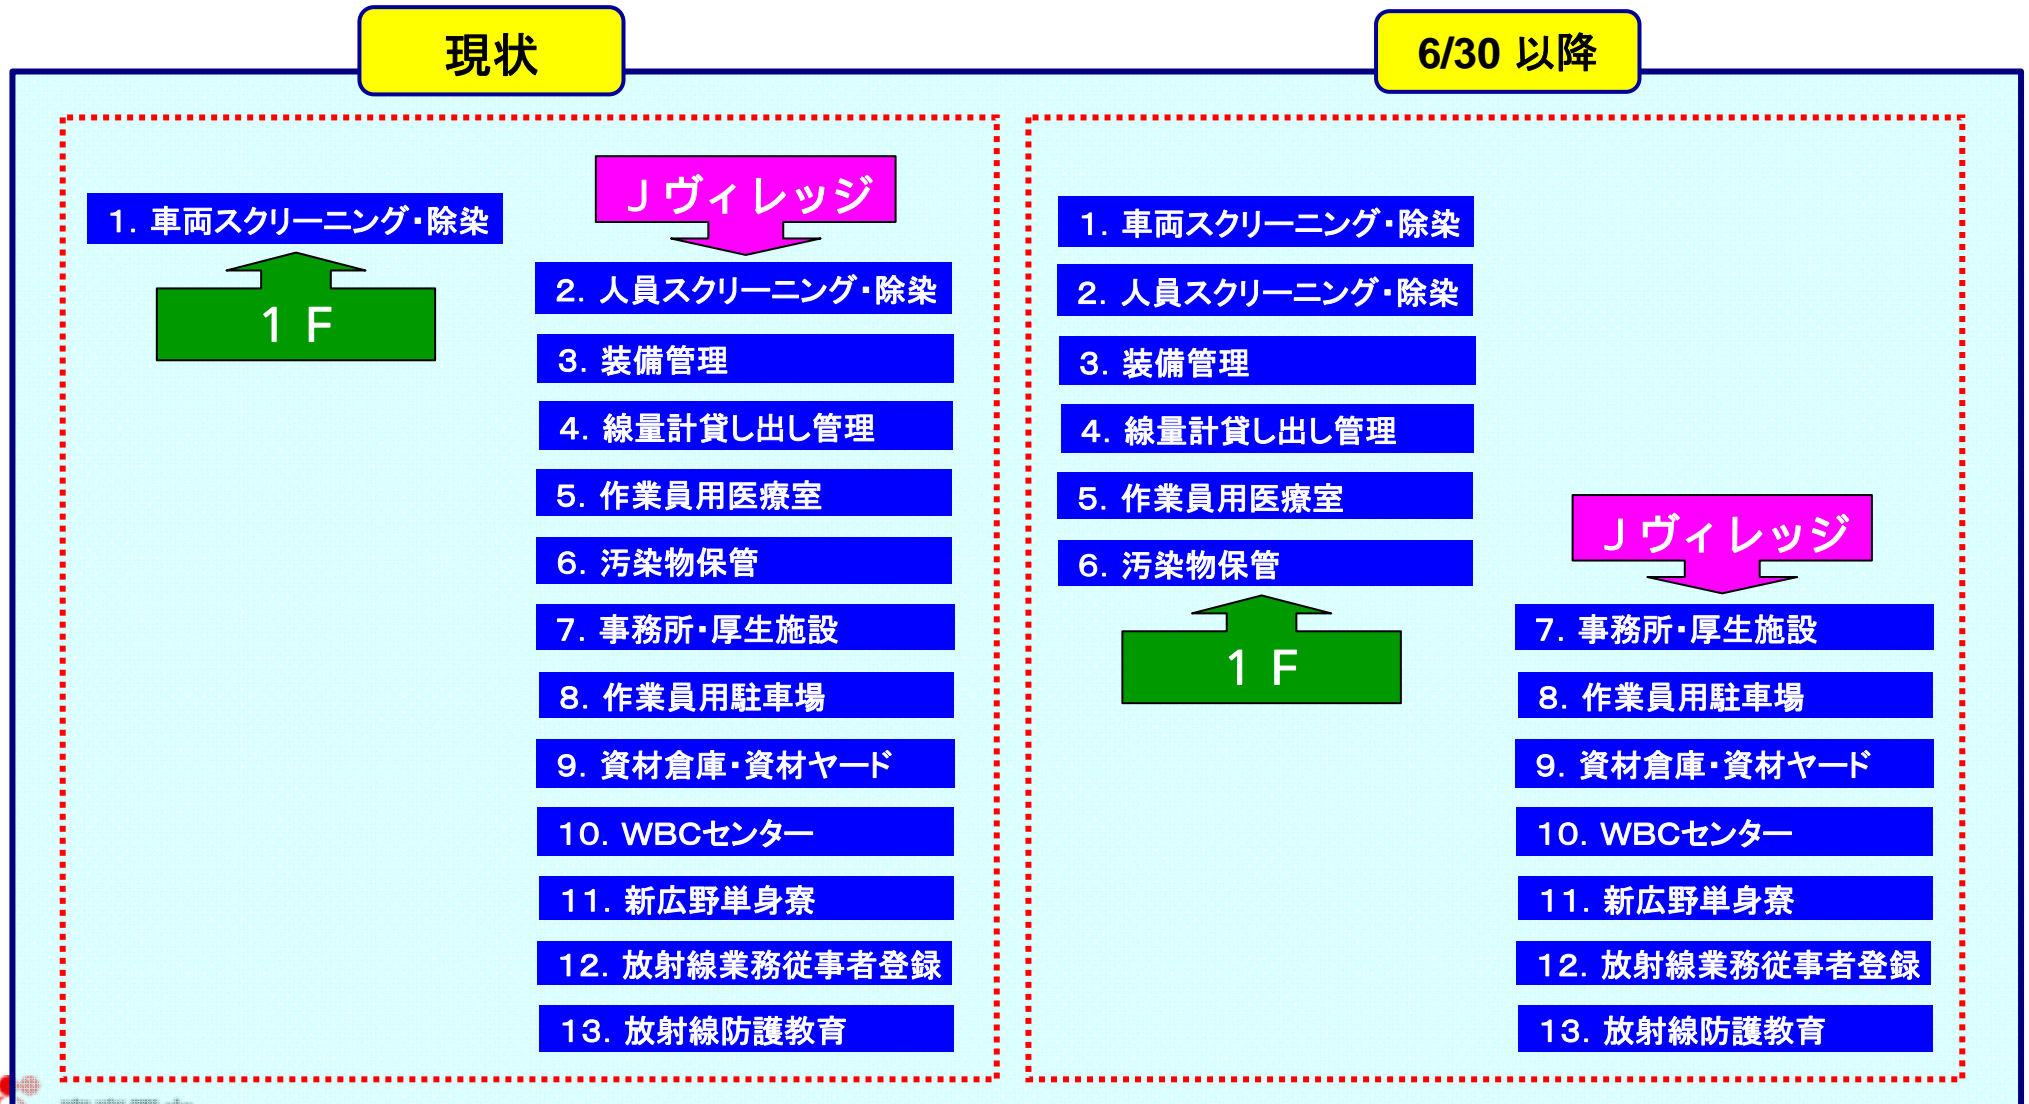 現状
6/30 以降
Jヴィレッジ
1. 車両スクリーニング・除染
1F
2. 人員スクリーニング・除染
3. 装備管理
4. 線量計貸し出し管理
5. 作業員用医療室
6. 汚染物保管
7. 事務所・厚生施設
8. 作業員用駐車場
9. 資材倉庫・資材ヤード
10. WBCセンター
11. 新広野単身寮
12. 放射線業務従事者登録
13. 放射線防護教育
1. 車両スクリーニング・除染
2. 人員スクリーニング・除染
3. 装備管理
4. 線量計貸し出し管理
5. 作業員用医療室
6. 汚染物保管
1F
Jヴィレッジ
7. 事務所・厚生施設
8. 作業員用駐車場
9. 資材倉庫・資材ヤード
10. WBCセンター
11. 新広野単身寮
12. 放射線業務従事者登録
13. 放射線防護教育